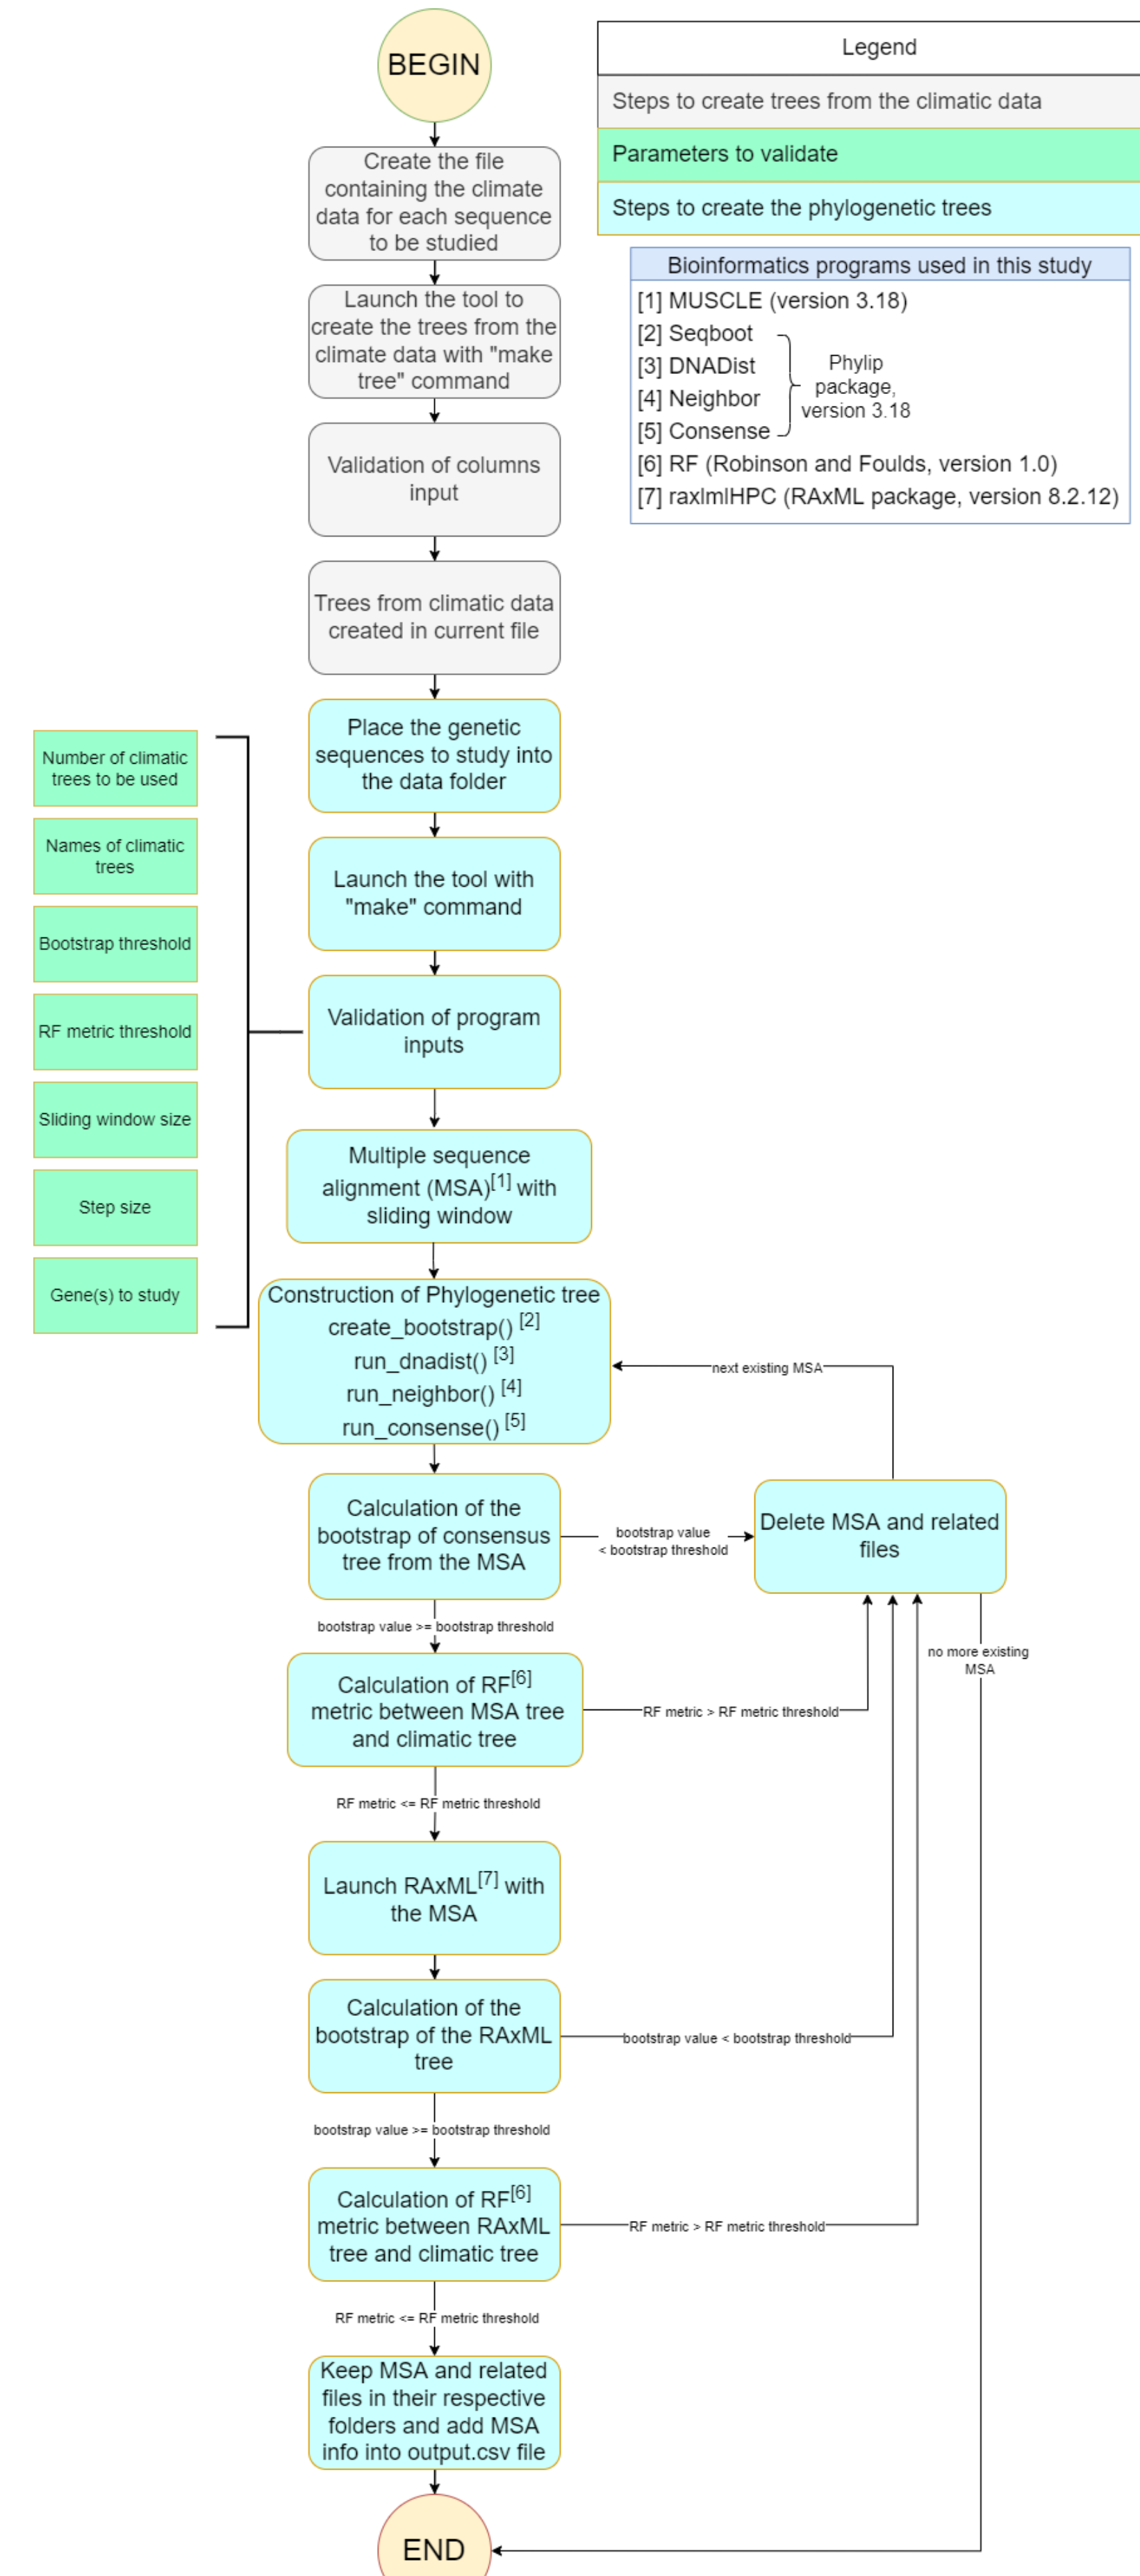 BEGIN
Legend
Steps to create trees from the climatic data
Parameters to validate
Steps to create the phylogenetic trees
Bioinformatics programs used in this study
[1] MUSCLE (version 3.18)
[2] Seqboot
[3] DNADist
[4] Neighbor
[5] Consense
Phylip
package,
version 3.18
[6] RF (Robinson and Foulds, version 1.0)
[7] raxlmlHPC (RAxML package, version 8.2.12)
Create the file
containing the climate
data for each sequence
to be studied
Launch the tool to
create the trees from the
climate data with "make
tree" command
Validation of columns
input
Trees from climatic data
created in current file
Place the genetic
sequences to study into
the data folder
Launch the tool with
"make" command
Validation of program
inputs
Number of climatic
trees to be used
Names of climatic
trees
Bootstrap threshold
RF metric threshold
Sliding window size
Step size
Gene(s) to study
Multiple sequence
alignment (MSA)[1] with
sliding window
Construction of Phylogenetic tree
create_bootstrap() [2]
run_dnadist() [3]
run_neighbor() [4]
run_consense() [5]
next existing MSA
Calculation of the
bootstrap of consensus
tree from the MSA
bootstrap value
< bootstrap threshold
Delete MSA and related
files
bootstrap value >= bootstrap threshold
no more existing
MSA
Calculation of RF[6]
metric between MSA tree
and climatic tree
RF metric > RF metric threshold
RF metric <= RF metric threshold
Launch RAxML[7] with
the MSA
Calculation of the
bootstrap of the RAxML
tree
bootstrap value < bootstrap threshold
bootstrap value >= bootstrap threshold
Calculation of RF[6]
metric between RAxML
tree and climatic tree
RF metric > RF metric threshold
RF metric <= RF metric threshold
Keep MSA and related
files in their respective
folders and add MSA
info into output.csv file
END